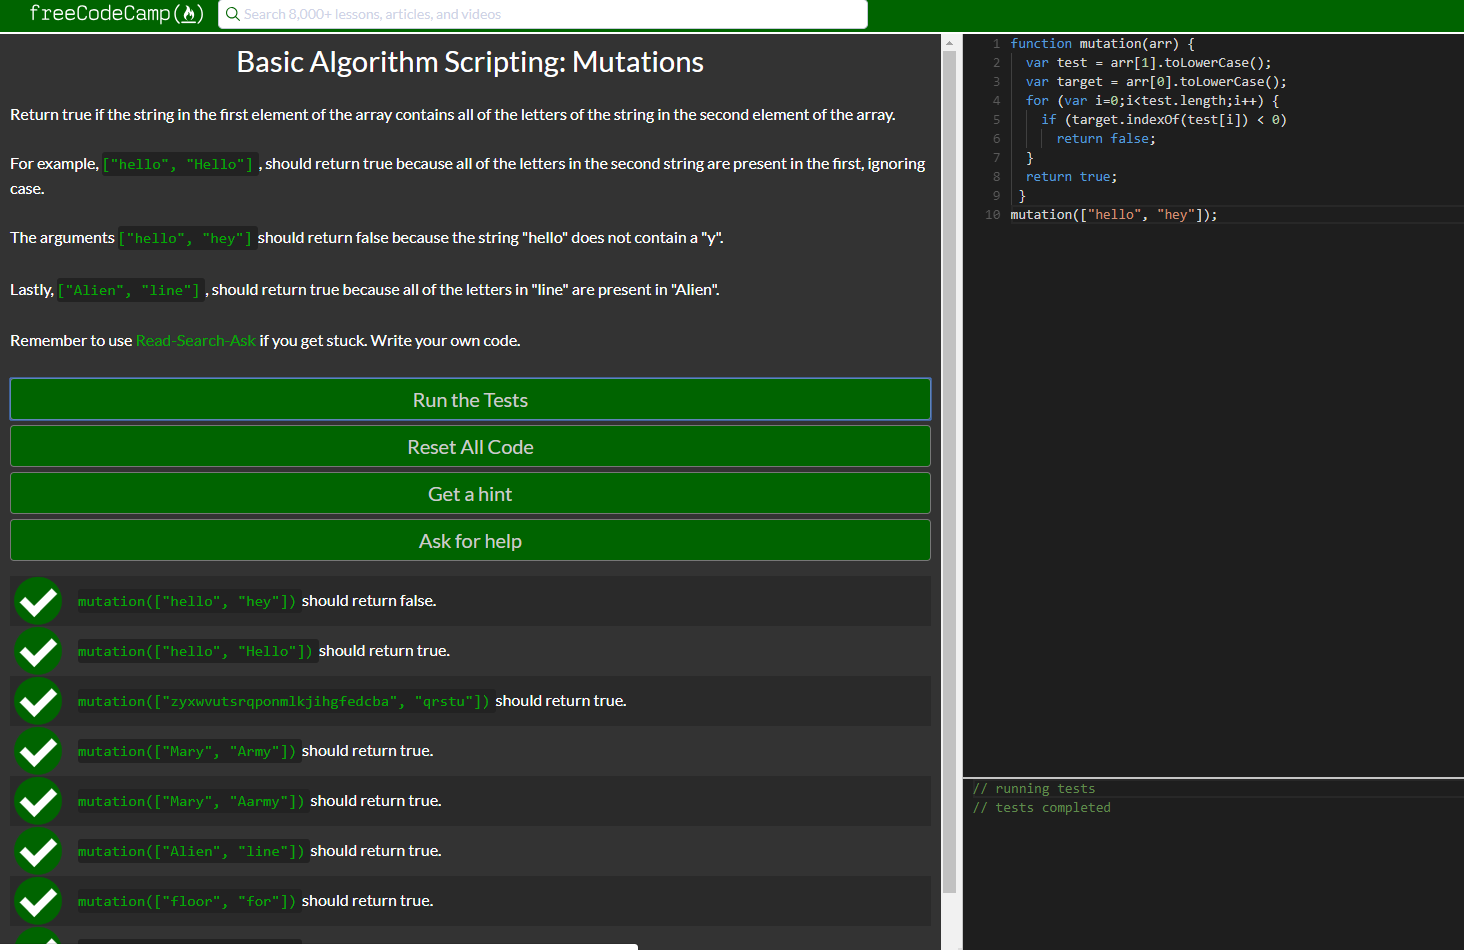 freeCodeCamp(🔥)
Search 8,000+ lessons, articles, and videos
Basic Algorithm Scripting: Mutations
Return true if the string in the first element of the array contains all of the letters of the string in the second element of the array.
For example, ["hello", "Hello"] , should return true because all of the letters in the second string are present in the first, ignoring
case.
The arguments ["hello", "hey"] should return false because the string "hello" does not contain a "y".
Lastly, ["Alien", "line"] , should return true because all of the letters in "line" are present in "Alien".
Remember to use Read-Search-Ask if you get stuck. Write your own code.
Run the Tests
Reset All Code
Get a hint
Ask for help
mutation(["hello", "hey"]) should return false.
mutation(["hello", "Hello"]) should return true.
mutation(["zyxwvutsrqponmlkjihgfedcba", "qrstu"]) should return true.
mutation(["Mary", "Army"]) should return true.
mutation(["Mary", "Aarmy"]) should return true.
mutation(["Alien", "line"]) should return true.
mutation(["floor", "for"]) should return true.
1 function mutation(arr) {
2 var test = arr[1].toLowerCase();
3 var target = arr[0].toLowerCase();
4 for (var i=0;i<test.length;i++) {
5 if (target.indexOf(test[i]) < 0)
6 return false;
7 }
8 return true;
9 }
10 mutation(["hello", "hey"]);
// running tests
// tests completed